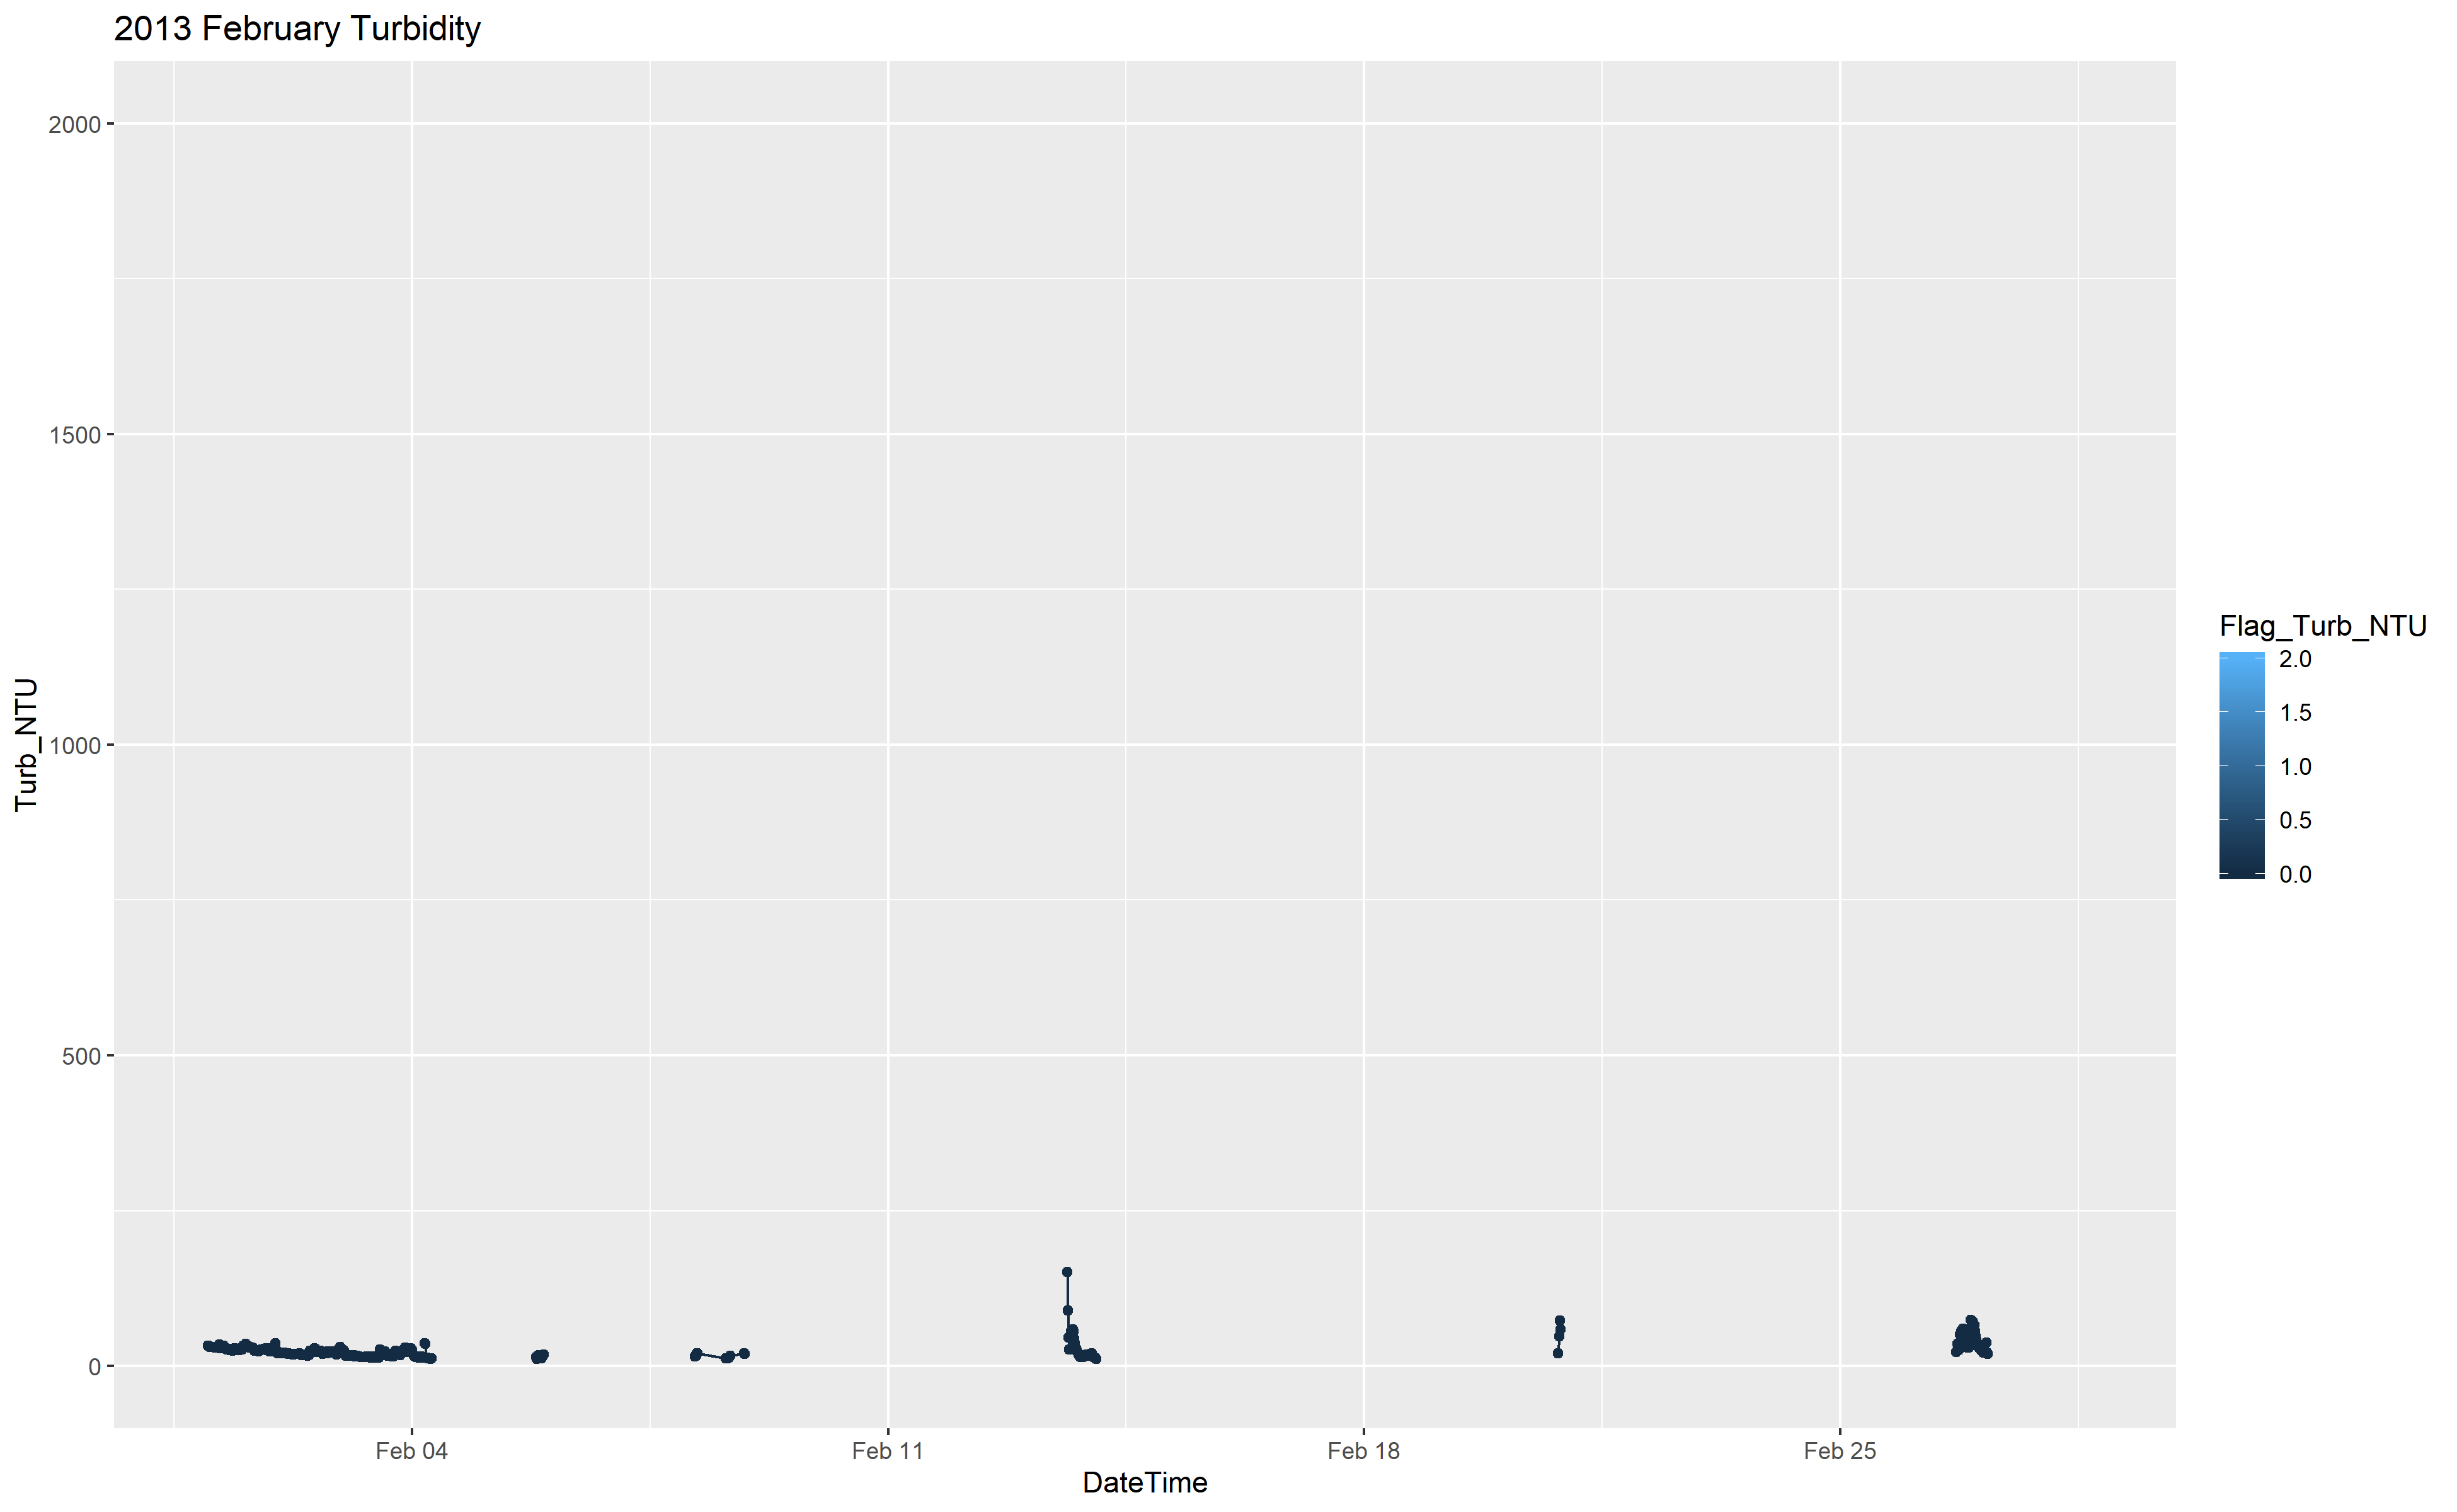 2013 February Turbidity
Turb_NTU
2000
1500
1000
500
0
Feb 04
Feb 11
Feb 18
Feb 25
DateTime
Flag_Turb_NTU
2.0
1.5
1.0
0.5
0.0